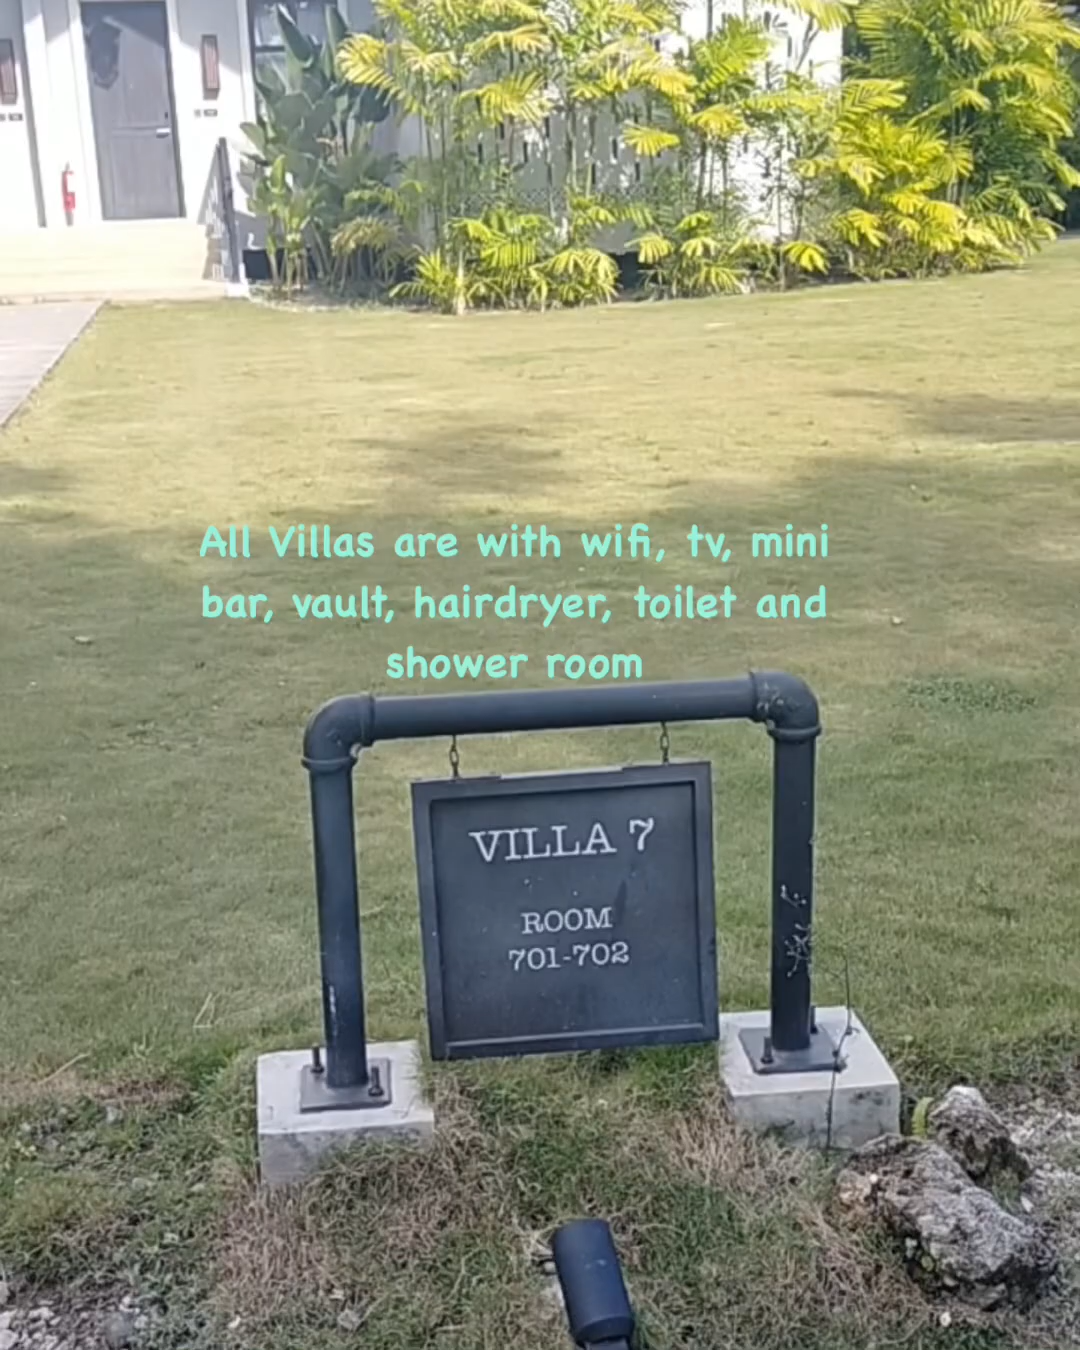 All Villas are with wifi, tv, mini
bar, vault, hairdryer, toilet and
shower room
VILLA 7
ROOM
701-702